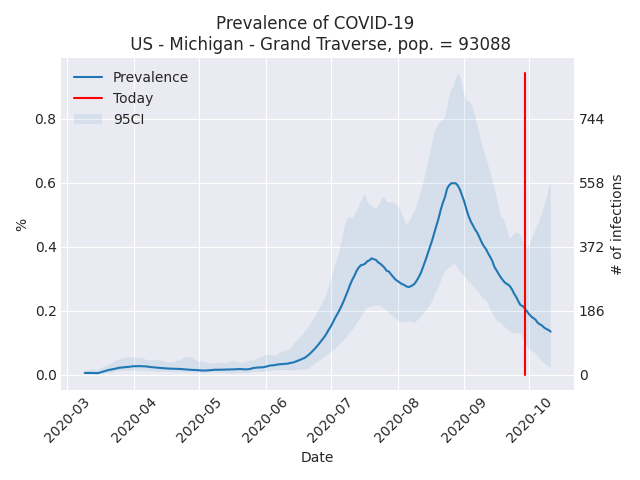 Prevalence of COVID-19
US - Michigan - Grand Traverse, pop. = 93088
Prevalence
Today
95CI
0.8
0.6
0.4
0.2
0.0
%
744
558
372
186
0
# of infections
2020-03
2020-04
2020-05
2020-06
2020-07
2020-08
2020-09
2020-10
Date